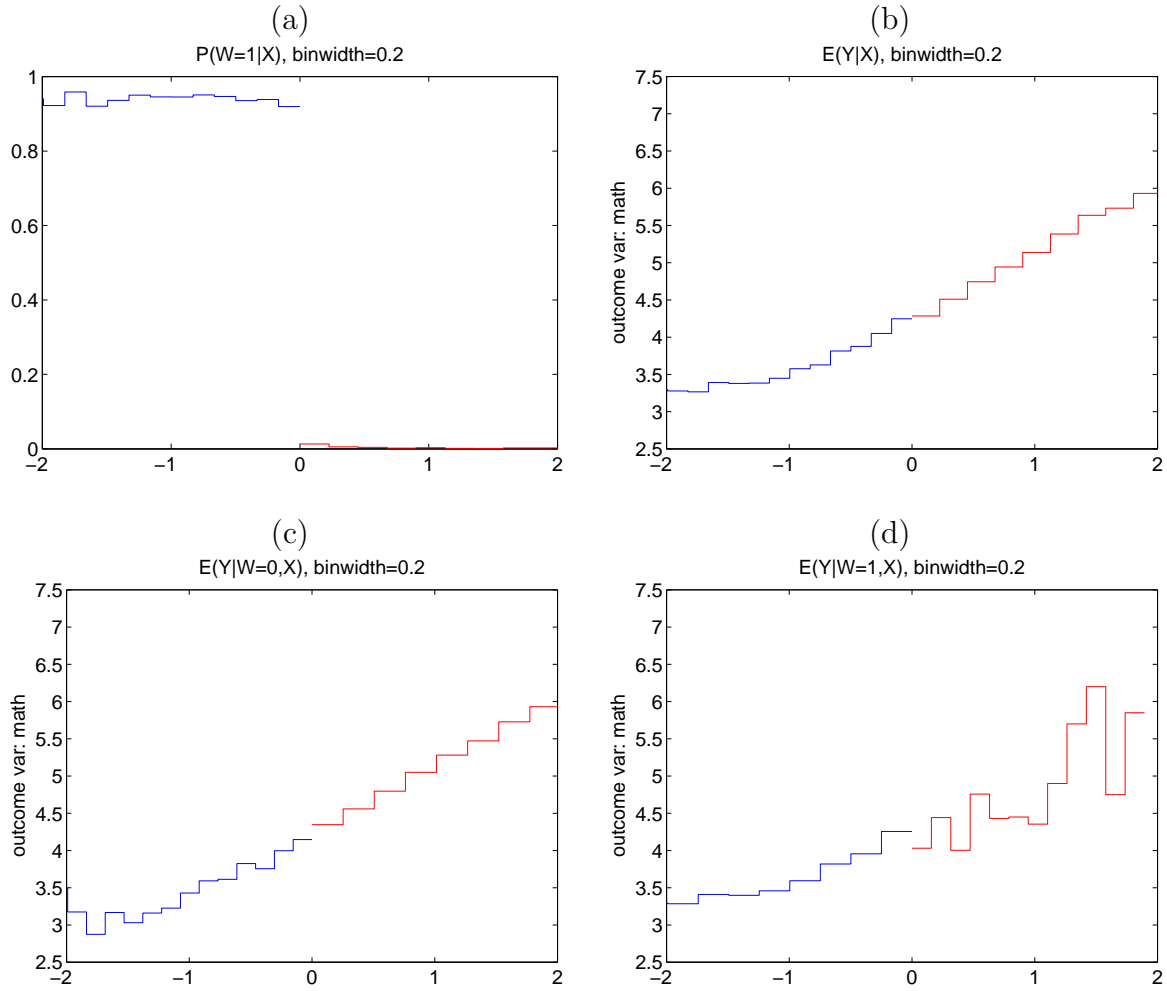 (a)
P(W=1|X), binwidth=0.2
1
0.8
0.6
0.4
0.2
0
−2 −1 0 1 2
(b)
E(Y|X), binwidth=0.2
outcome var: math
7.5
7
6.5
6
5.5
5
4.5
4
3.5
3
2.5
−2 −1 0 1 2
(c)
E(Y|W=0,X), binwidth=0.2
outcome var: math
7.5
7
6.5
6
5.5
5
4.5
4
3.5
3
2.5
−2 −1 0 1 2
(d)
E(Y|W=1,X), binwidth=0.2
outcome var: math
7.5
7
6.5
6
5.5
5
4.5
4
3.5
3
2.5
−2 −1 0 1 2